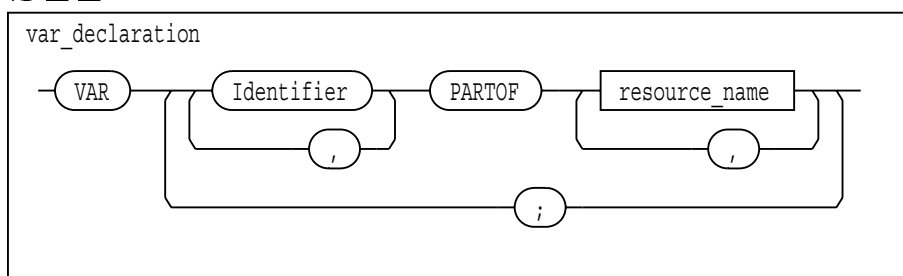 var_declaration
VAR Identifier PARTOF resource_name
, ,
;